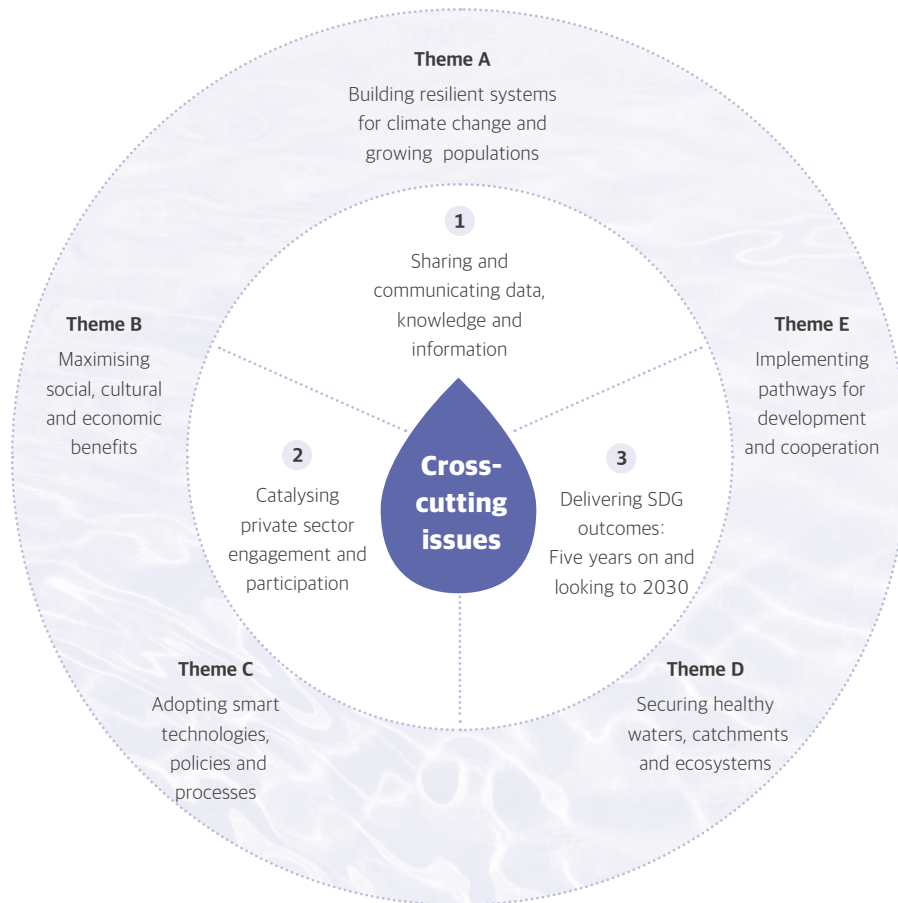 Theme A
Building resilient systems
for climate change and
growing populations
1
Sharing and
communicating data,
knowledge and
information
Theme B
Maximising
social, cultural
and economic
benefits
Theme E
Implementing
pathways for
development
and cooperation
2
Catalysing
private sector
engagement and
participation
Cross-
cutting
issues
3
Delivering SDG
outcomes:
Five years on and
looking to 2030
Theme C
Adopting smart
technologies,
policies and
processes
Theme D
Securing healthy
waters, catchments
and ecosystems